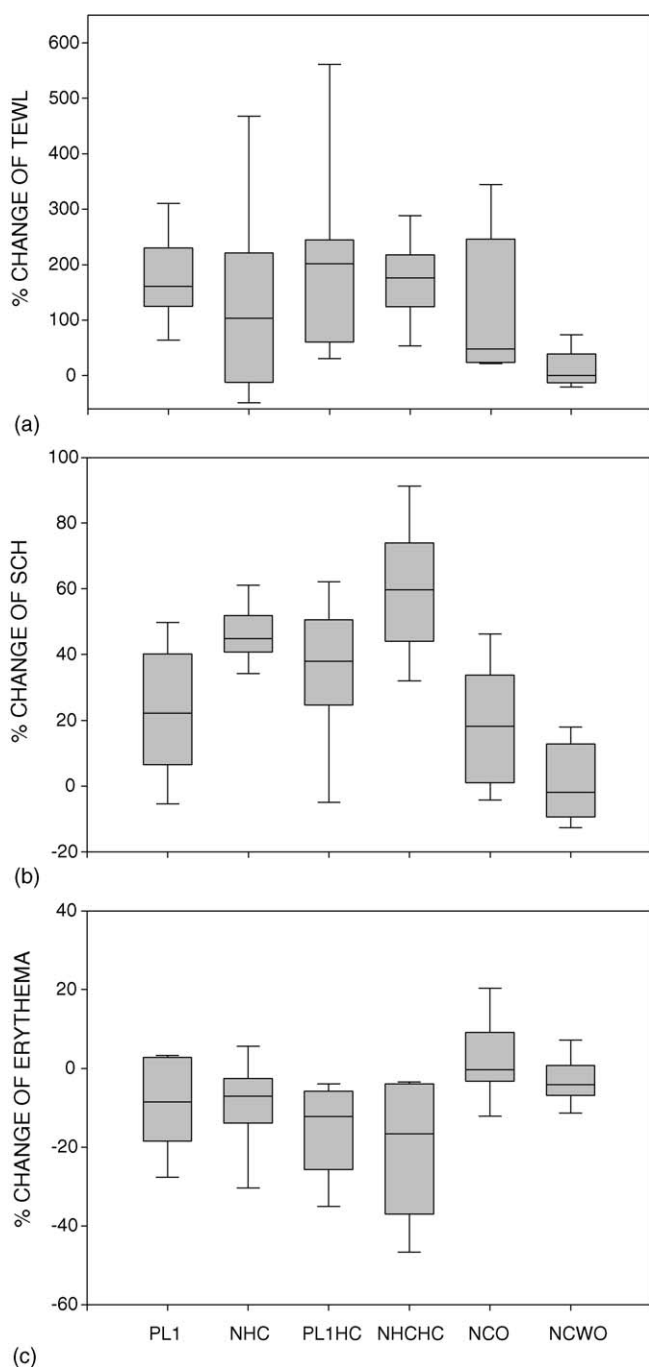 600
500
400
300
200
100
0
% CHANGE OF TEWL
(a)
100
80
60
40
20
0
-20
% CHANGE OF SCH
(b)
40
20
0
-20
-40
-60
% CHANGE OF ERYTHEMA
PL1 NHC PL1HC NHCHC NCO NCWO
(c)